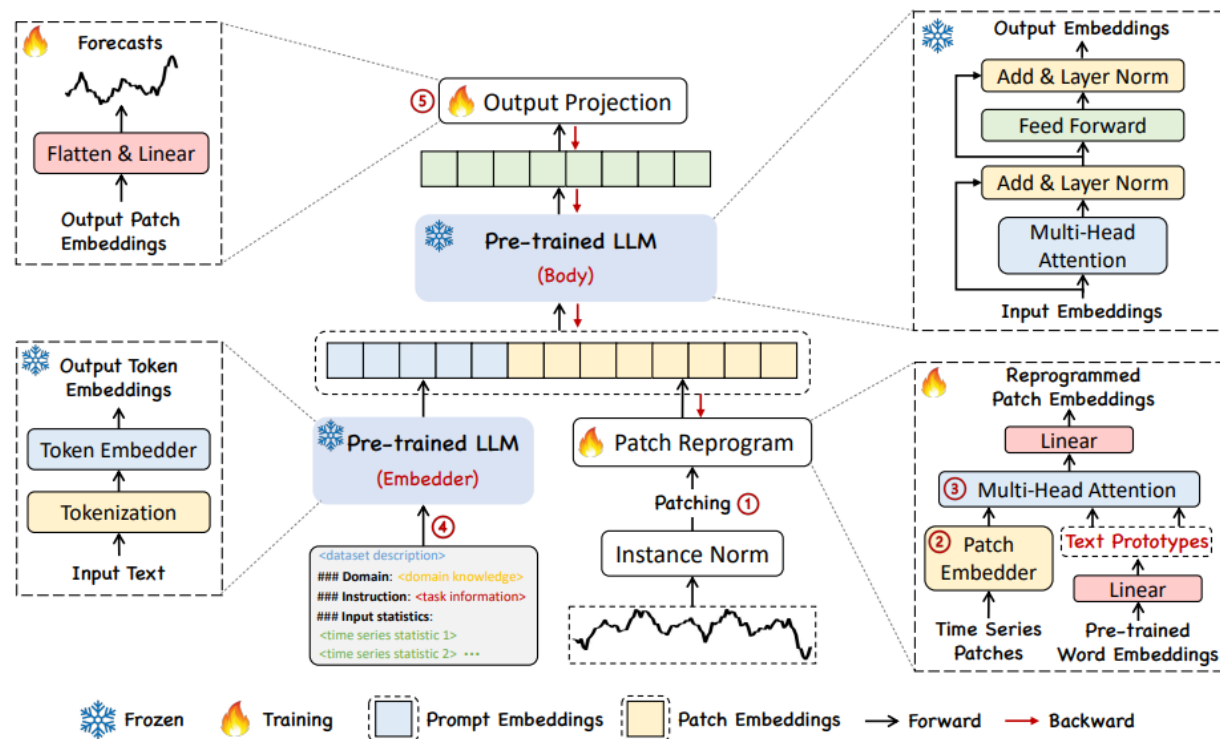 Forecasts
Flatten & Linear
Output Patch
Embeddings
⑤ Output Projection
Pre-trained LLM
(Body)
Output Embeddings
Add & Layer Norm
Feed Forward
Add & Layer Norm
Multi-Head
Attention
Input Embeddings
Output Token
Embeddings
Token Embedder
Tokenization
Input Text
Pre-trained LLM
(Embedder)
④
<dataset description>
### Domain: <domain knowledge>
### Instruction: <task information>
### Input statistics:
<time series statistic 1>
<time series statistic 2> •••
Patch Reprogram
Patching ①
Instance Norm
Reprogrammed
Patch Embeddings
Linear
③ Multi-Head Attention
② Patch
Embedder
Text Prototypes
Linear
Time Series
Patches
Pre-trained
Word Embeddings
Frozen
Training
Prompt Embeddings
Patch Embeddings
Forward
Backward